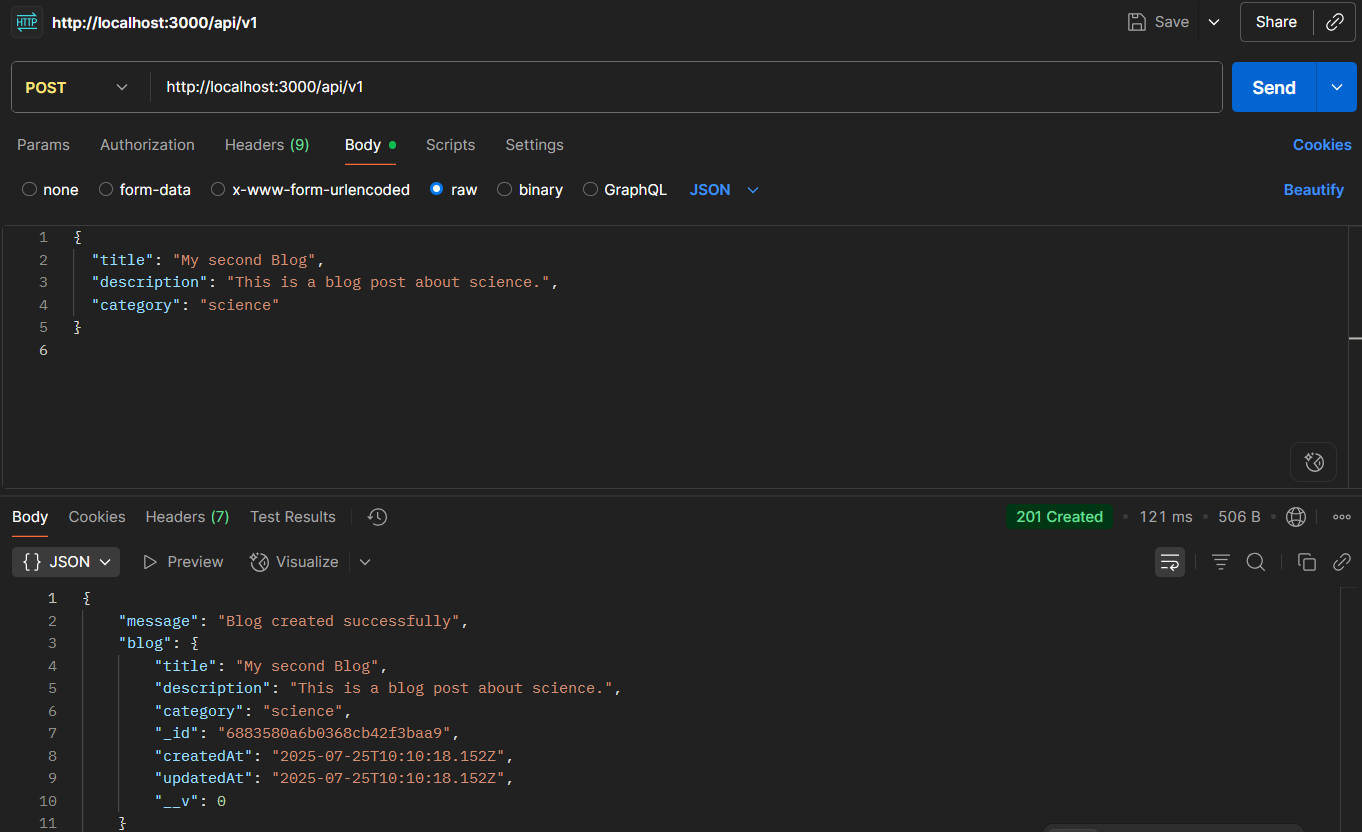 HTTP http://localhost:3000/api/v1 Save Share
POST http://localhost:3000/api/v1 Send
Params Authorization Headers (9) Body Scripts Settings Cookies
none form-data x-www-form-urlencoded raw binary GraphQL JSON Beautify
1 {
2 "title": "My second Blog",
3 "description": "This is a blog post about science.",
4 "category": "science"
5 }
6
Body Cookies Headers (7) Test Results 201 Created • 121 ms • 506 B •
{} JSON Preview Visualize
1 {
2 "message": "Blog created successfully",
3 "blog": {
4 "title": "My second Blog",
5 "description": "This is a blog post about science.",
6 "category": "science",
7 "_id": "6883580a6b0368cb42f3baa9",
8 "createdAt": "2025-07-25T10:10:18.152Z",
9 "updatedAt": "2025-07-25T10:10:18.152Z",
10 "__v": 0
11 }